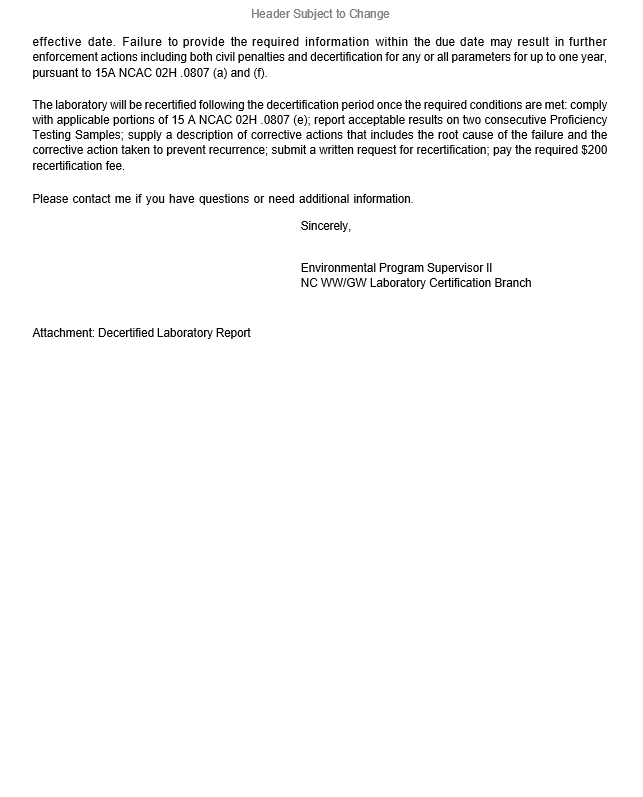 Header Subject to Change
effective date. Failure to provide the required information within the due date may result in further
enforcement actions including both civil penalties and decertification for any or all parameters for up to one year,
pursuant to 15A NCAC 02H .0807 (a) and (f).
The laboratory will be recertified following the decertification period once the required conditions are met: comply
with applicable portions of 15 A NCAC 02H .0807 (e); report acceptable results on two consecutive Proficiency
Testing Samples; supply a description of corrective actions that includes the root cause of the failure and the
corrective action taken to prevent recurrence; submit a written request for recertification; pay the required $200
recertification fee.
Please contact me if you have questions or need additional information.
Sincerely,
Environmental Program Supervisor II
NC WW/GW Laboratory Certification Branch
Attachment: Decertified Laboratory Report